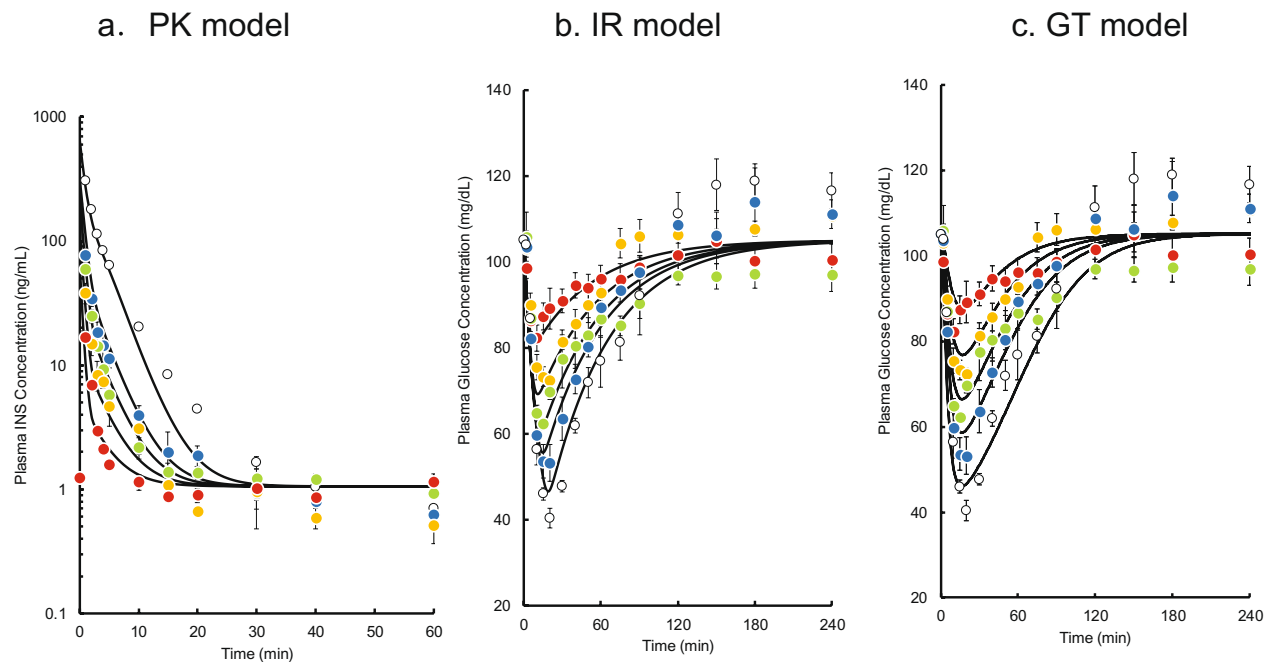 a. PK model
b. IR model
c. GT model
Plasma INS Concentration (ng/mL)
1000
100
10
1
0.1
0 10 20 30 40 50 60
Time (min)
Plasma Glucose Concentration (mg/dL)
140
120
100
80
60
40
20
0 60 120 180 240
Time (min)
Plasma Glucose Concentration (mg/dL)
140
120
100
80
60
40
20
0 60 120 180 240
Time (min)